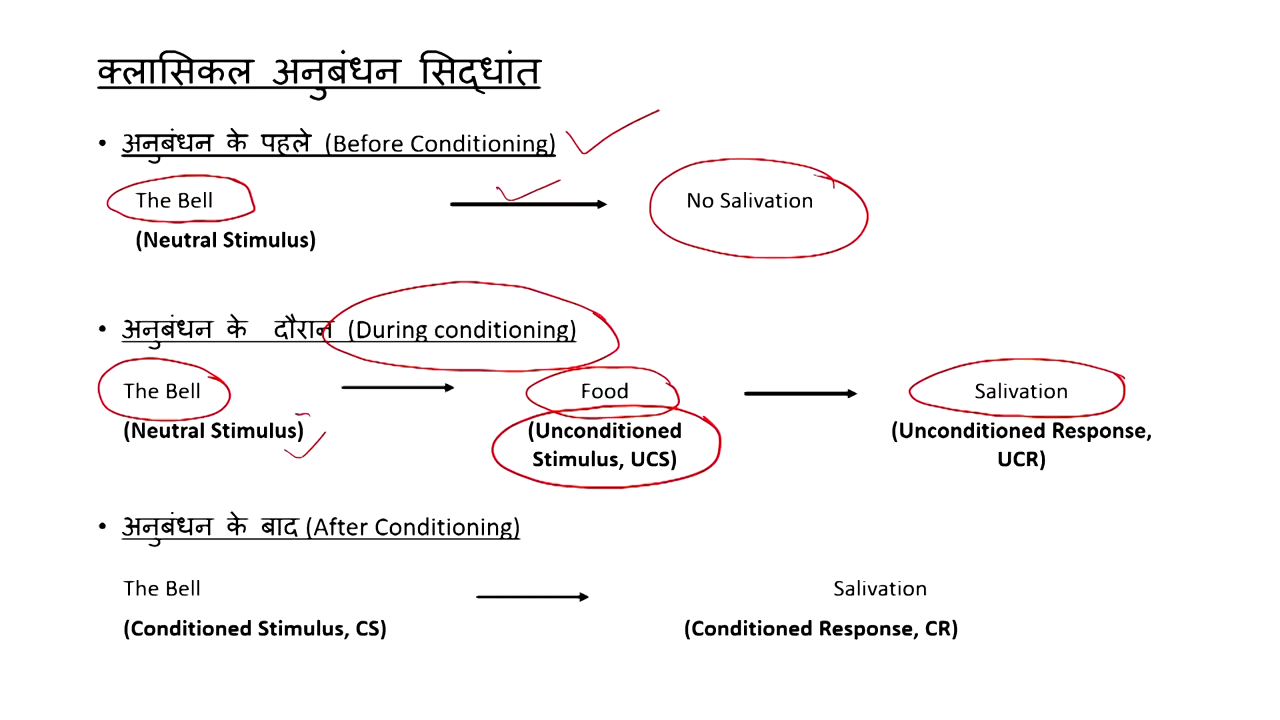 क्लासिकल अनुबंधन सिद्धांत
• अनुबंधन के पहले (Before Conditioning)
The Bell No Salivation
(Neutral Stimulus)
• अनुबंधन के दौरान (During conditioning)
The Bell Food Salivation
(Neutral Stimulus) (Unconditioned (Unconditioned Response,
Stimulus, UCS) UCR)
• अनुबंधन के बाद (After Conditioning)
The Bell Salivation
(Conditioned Stimulus, CS) (Conditioned Response, CR)